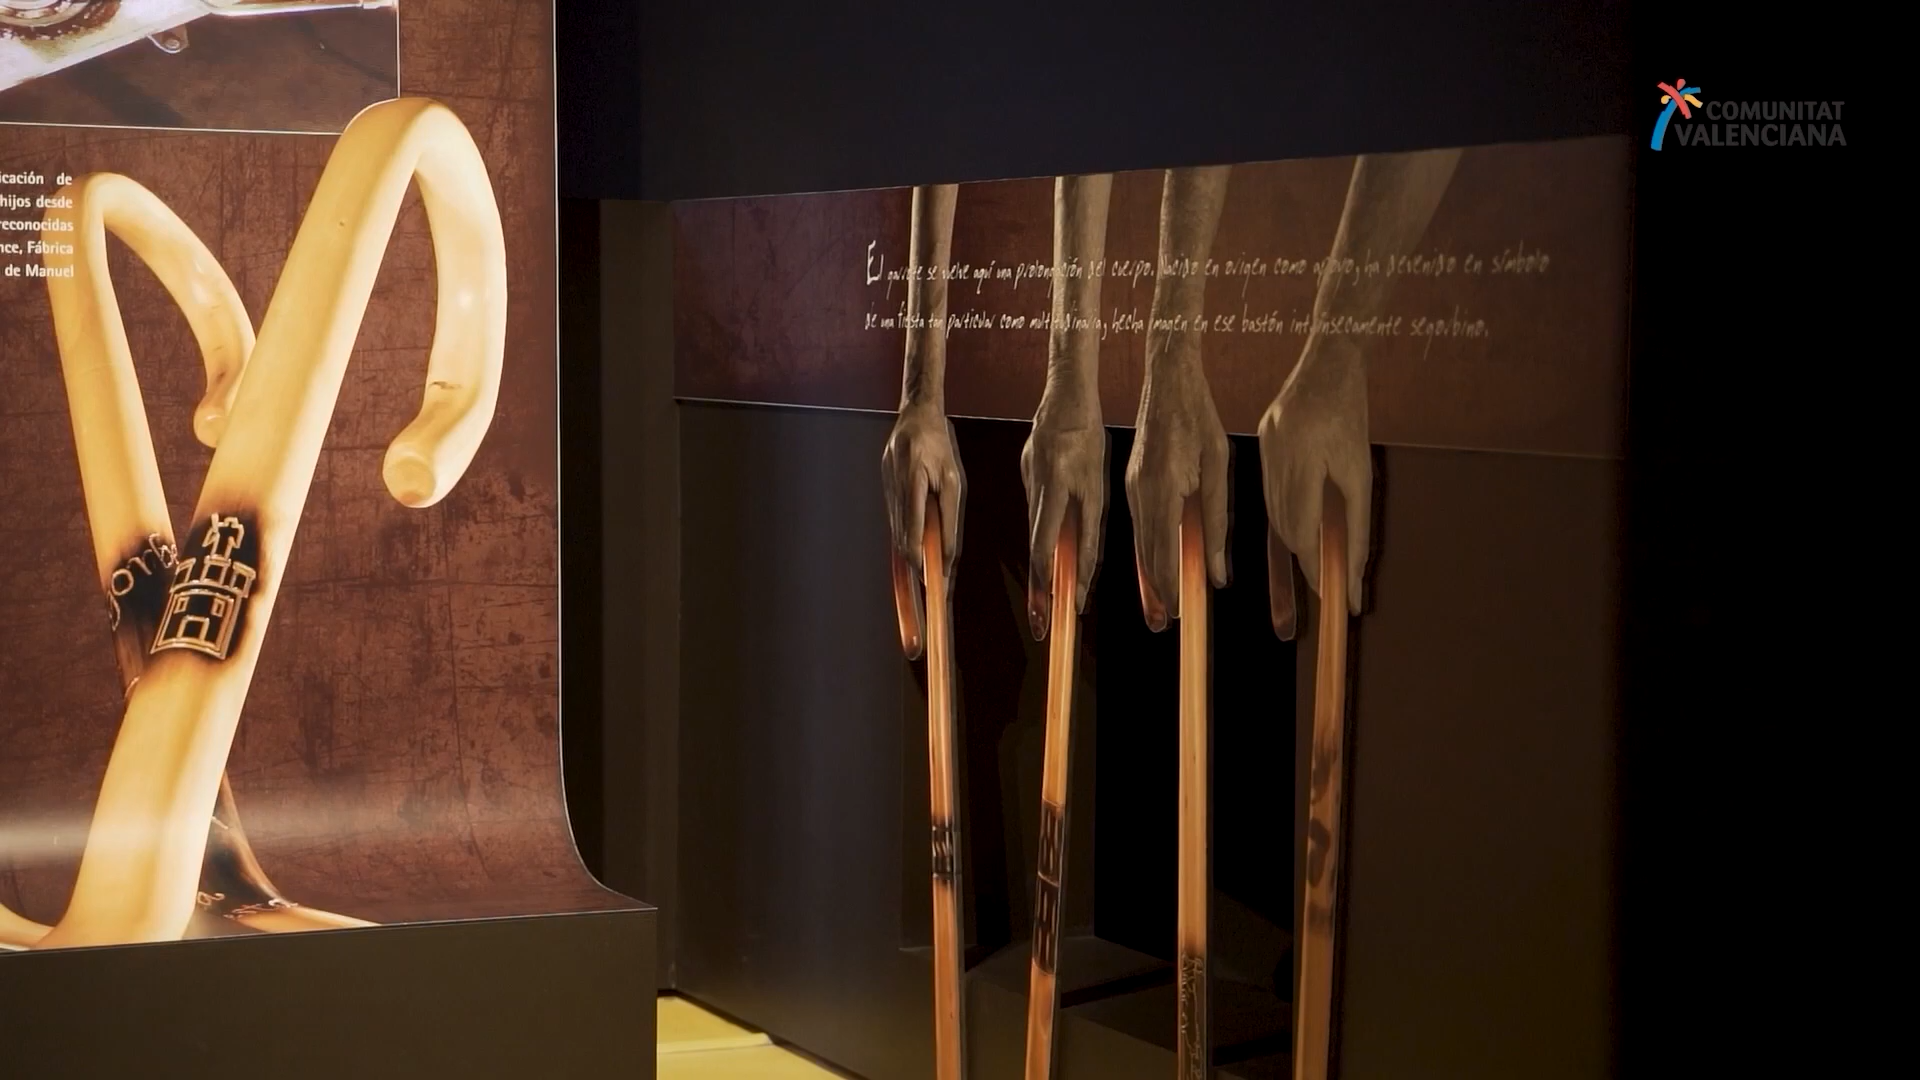 icación de
hijos desde
reconocidas
nce, Fábrica
de Manuel
El garrote se vuelve aquí una prolongación del cuerpo. Nacido en origen como apoyo, ha devenido en símbolo
de una fiesta tan particular como multitudinaria, hecha imagen en ese bastón intrínsecamente segorbino.
COMUNITAT
VALENCIANA
gorb